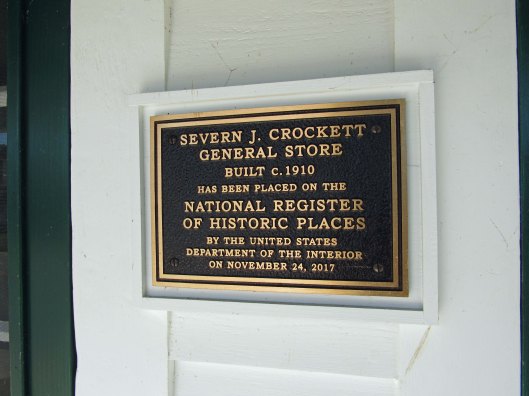 SEVERN J. CROCKETT
GENERAL STORE
BUILT c.1910
HAS BEEN PLACED ON THE
NATIONAL REGISTER
OF HISTORIC PLACES
BY THE UNITED STATES
DEPARTMENT OF THE INTERIOR
ON NOVEMBER 24, 2017